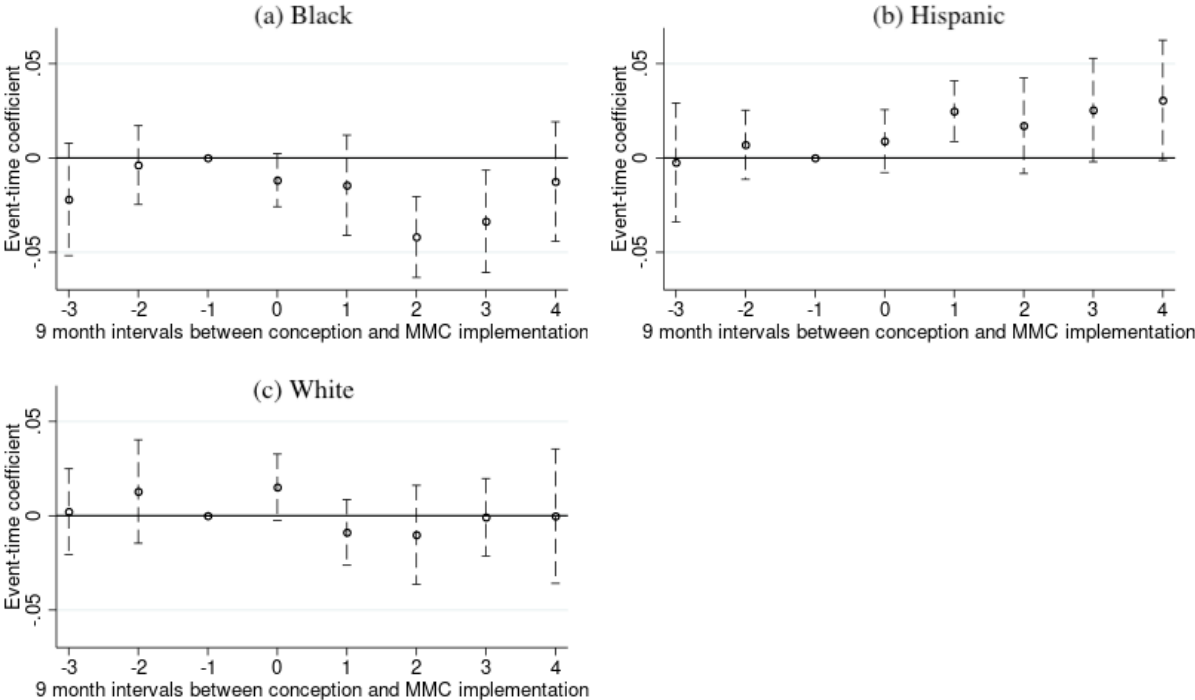 (a) Black
Event-time coefficient
.05
0
-.05
-3 -2 -1 0 1 2 3 4
9 month intervals between conception and MMC implementation
(b) Hispanic
Event-time coefficient
.05
0
-.05
-3 -2 -1 0 1 2 3 4
9 month intervals between conception and MMC implementation
(c) White
Event-time coefficient
.05
0
-.05
-3 -2 -1 0 1 2 3 4
9 month intervals between conception and MMC implementation